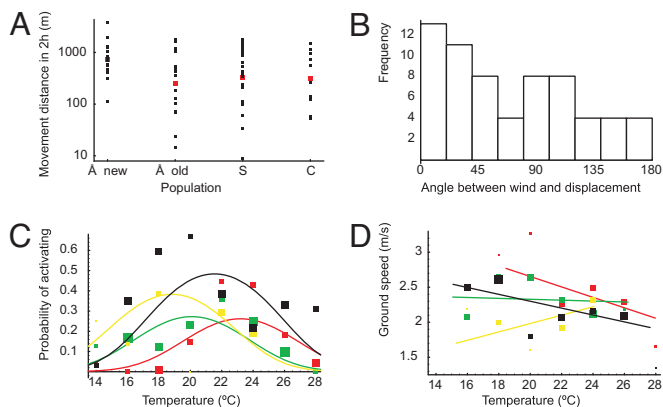 A
Movement distance in 2h (m)
1000
100
10
Å new Å old S C
Population
B
Frequency
12
10
8
6
4
2
0 45 90 135 180
Angle between wind and displacement
C
Probability of activating
0.6
0.5
0.4
0.3
0.2
0.1
14 16 18 20 22 24 26 28
Temperature (ºC)
D
Ground speed (m/s)
3
2.5
2
1.5
14 16 18 20 22 24 26 28
Temperature (ºC)